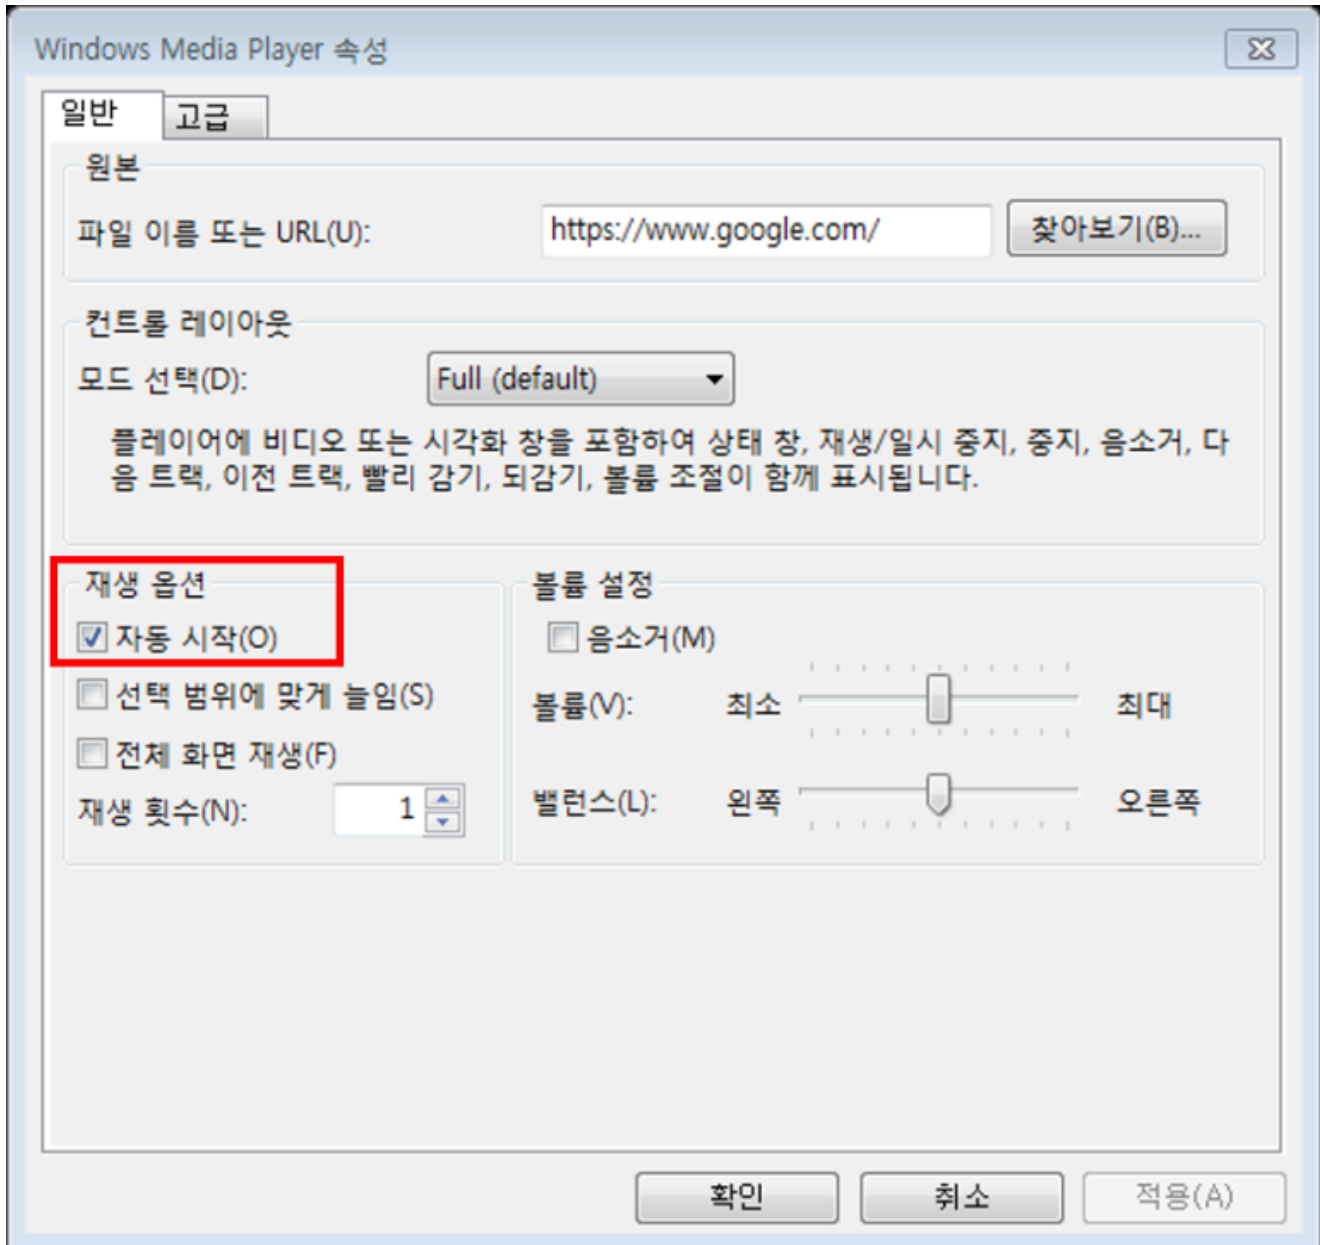 Windows Media Player 속성
일반
고급
원본
파일 이름 또는 URL(U):
https://www.google.com/
찾아보기(B)...
컨트롤 레이아웃
모드 선택(D):
Full (default)
플레이어에 비디오 또는 시각화 창을 포함하여 상태 창, 재생/일시 중지, 중지, 음소거, 다
음 트랙, 이전 트랙, 빨리 감기, 되감기, 볼륨 조절이 함께 표시됩니다.
재생 옵션
자동 시작(O)
선택 범위에 맞게 늘임(S)
전체 화면 재생(F)
재생 횟수(N):
1
볼륨 설정
음소거(M)
볼륨(V):
최소
최대
밸런스(L):
왼쪽
오른쪽
확인
취소
적용(A)